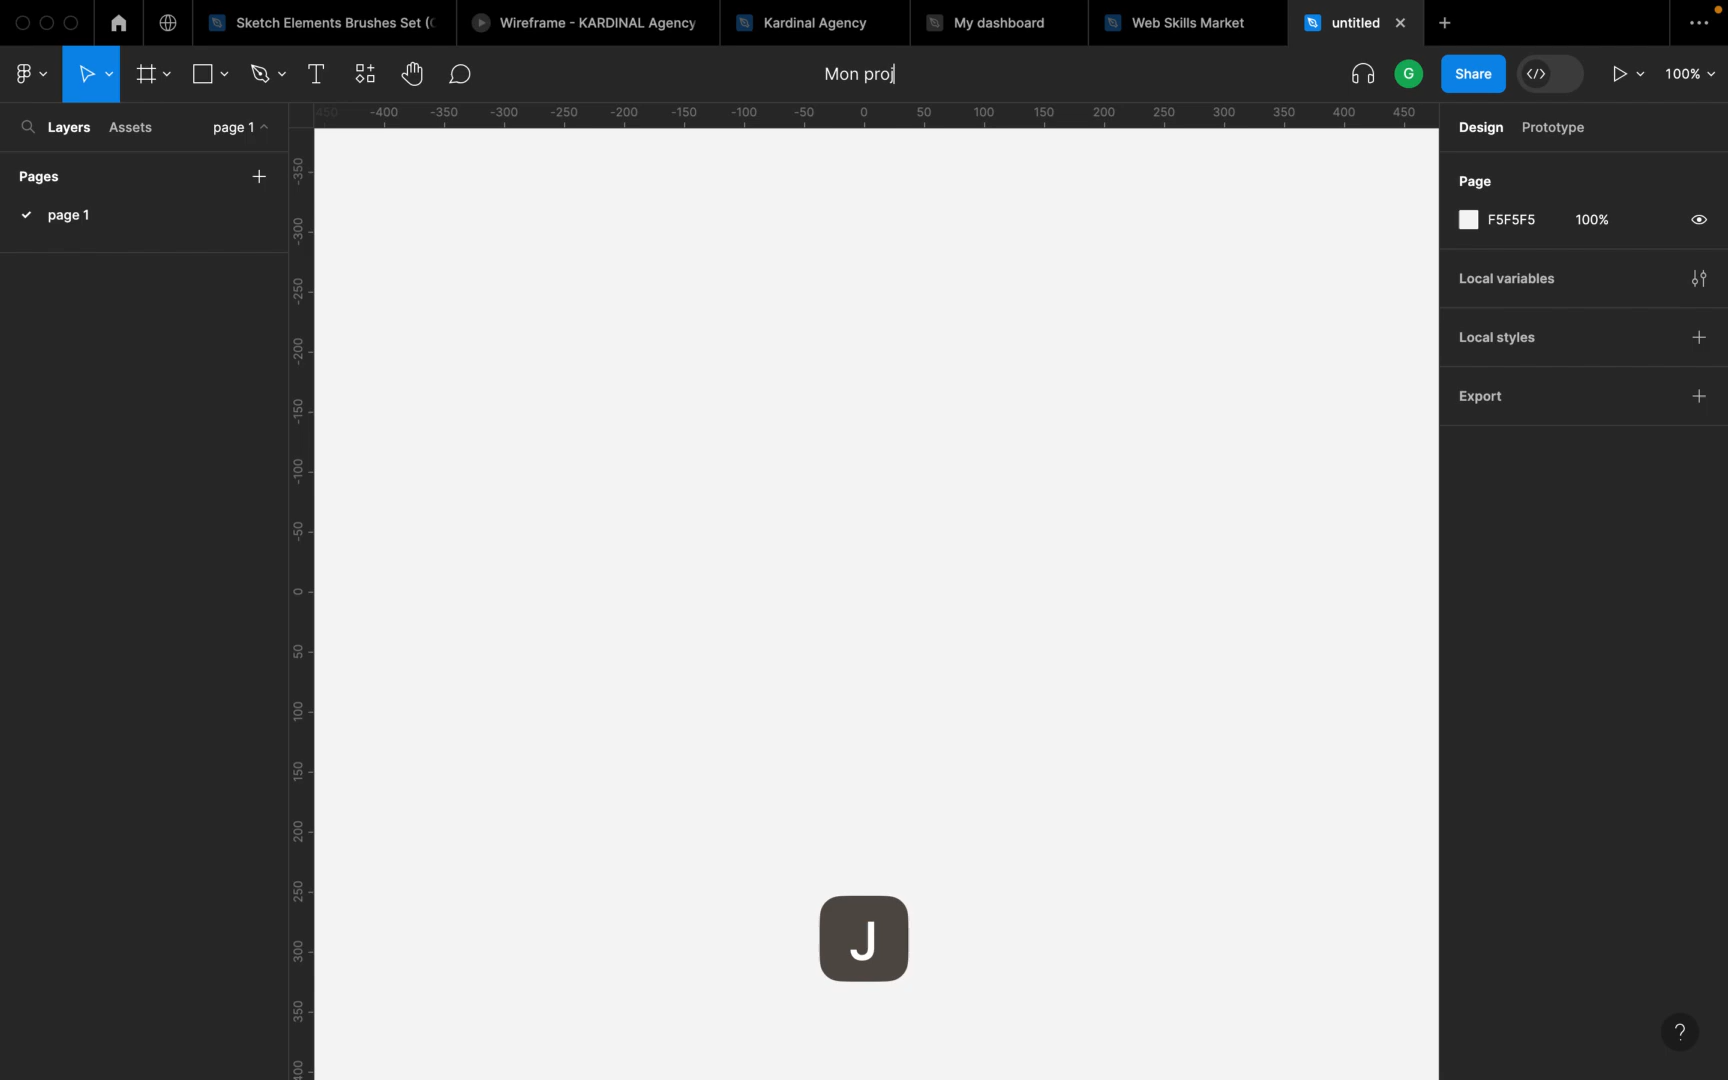 Sketch Elements Brushes Set (
Wireframe - KARDINAL Agency
Kardinal Agency
My dashboard
Web Skills Market
untitled
T
Mon proj
G
Share
</>
100%
Layers
Assets
page 1
-450 -400 -350 -300 -250 -200 -150 -100 -50 0 50 100 150 200 250 300 350 400 450
Design
Prototype
Pages
page 1
-350
-300
-250
-200
-150
-100
-50
0
50
100
150
200
250
300
350
400
Page
F5F5F5
100%
Local variables
Local styles
Export
J
?